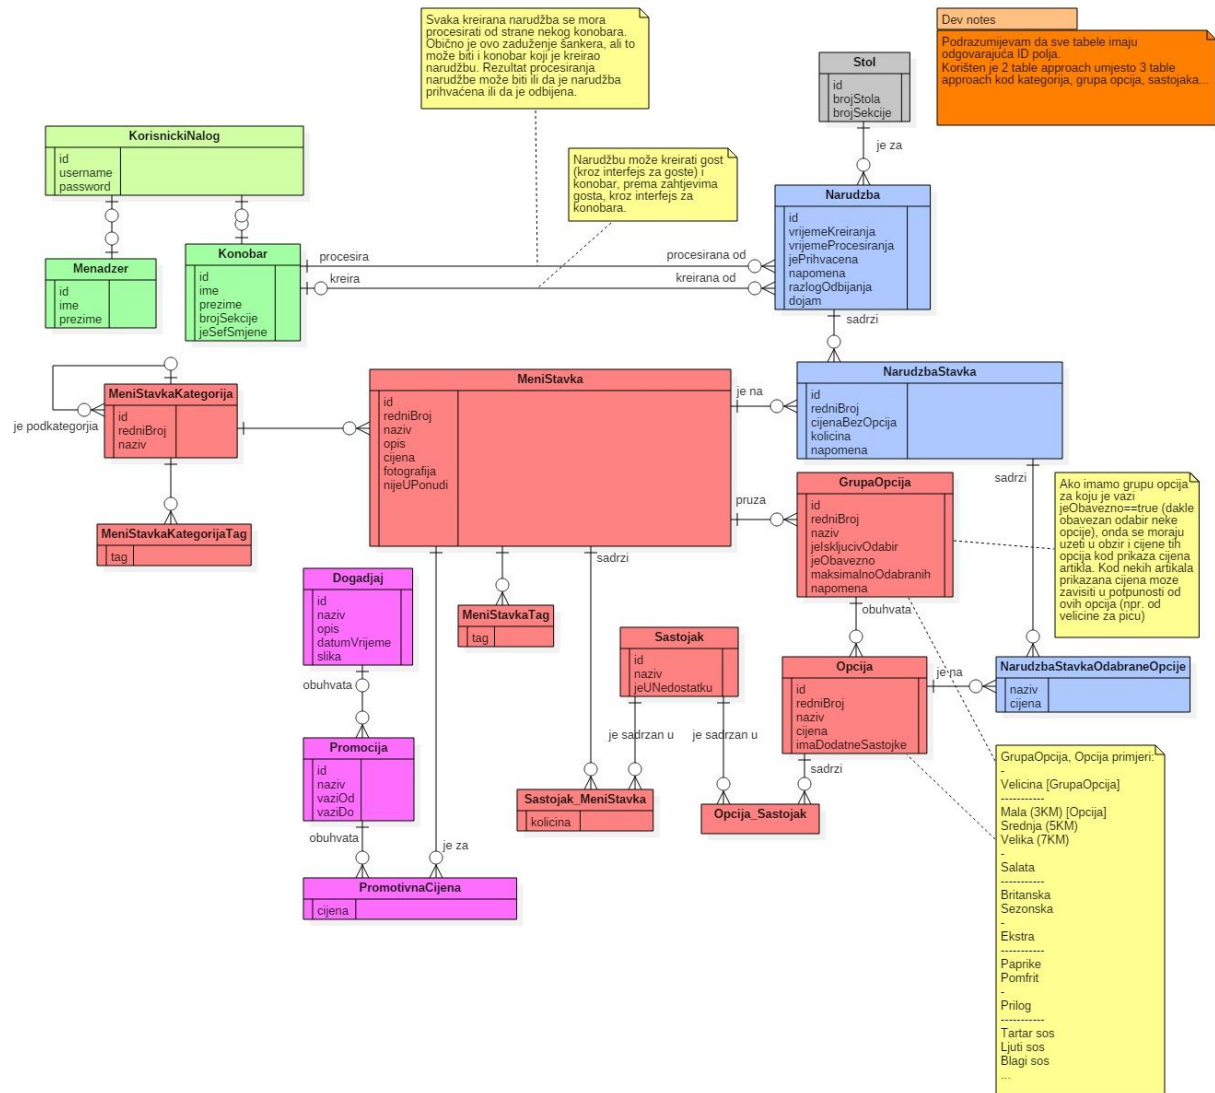 Svaka kreirana narudžba se mora
procesirati od strane nekog konobara.
Obično je ovo zaduženje šankera, ali to
može biti i konobar koji je kreirao
narudžbu. Rezultat procesiranja
narudžbe može biti ili da je narudžba
prihvaćena ili da je odbijena.
Dev notes
Podrazumijevam da sve tabele imaju
odgovarajuća ID polja.
Korišten je 2 table approach umjesto 3 table
approach kod kategorija, grupa opcija, sastojaka...
Stol
id
brojStola
brojSekcije
je za
KorisnickiNalog
id
username
password
Narudžbu može kreirati gost
(kroz interfejs za goste) i
konobar, prema zahtjevima
gosta, kroz interfejs za
konobara.
Narudzba
id
vrijemeKreiranja
vrijemeProcesiranja
jePrihvacena
napomena
razlogOdbijanja
dojam
Menadzer
id
ime
prezime
Konobar
id
ime
prezime
brojSekcije
jeSefSmjene
procesira
procesirana od
kreira
kreirana od
sadrzi
MeniStavkaKategorija
id
redniBroj
naziv
je podkategorjia
MeniStavka
id
redniBroj
naziv
opis
cijena
fotografija
nijeUPonudi
je na
NarudzbaStavka
id
redniBroj
cijenaBezOpcija
kolicina
napomena
sadrzi
MeniStavkaKategorijaTag
tag
pruza
GrupaOpcija
id
redniBroj
naziv
jeIskljucivOdabir
jeObavezno
maksimalnoOdabranih
napomena
obuhvata
Ako imamo grupu opcija
za koju je vazi
jeObavezno==true (dakle
obavezan odabir neke
opcije), onda se moraju
uzeti u obzir i cijene tih
opcija kod prikaza cijena
artikla. Kod nekih artikala
prikazana cijena moze
zavisiti u potpunosti od
ovih opcija (npr. od
velicine za picu)
sadrzi
Dogadjaj
id
naziv
opis
datumVrijeme
slika
obuhvata
MeniStavkaTag
tag
Sastojak
id
naziv
jeUNedostatku
je sadrzan u
je sadrzan u
Opcija
id
redniBroj
naziv
cijena
imaDodatneSastojke
je na
NarudzbaStavkaOdabraneOpcije
naziv
cijena
sadrzi
Promocija
id
naziv
vaziOd
vaziDo
obuhvata
Sastojak_MeniStavka
kolicina
Opcija_Sastojak
je za
PromotivnaCijena
cijena
GrupaOpcija, Opcija primjeri:
-
Velicina [GrupaOpcija]
-----------
Mala (3KM) [Opcija]
Srednja (5KM)
Velika (7KM)
-
Salata
-----------
Britanska
Sezonska
-
Ekstra
-----------
Paprike
Pomfrit
-
Prilog
-----------
Tartar sos
Ljuti sos
Blagi sos
...